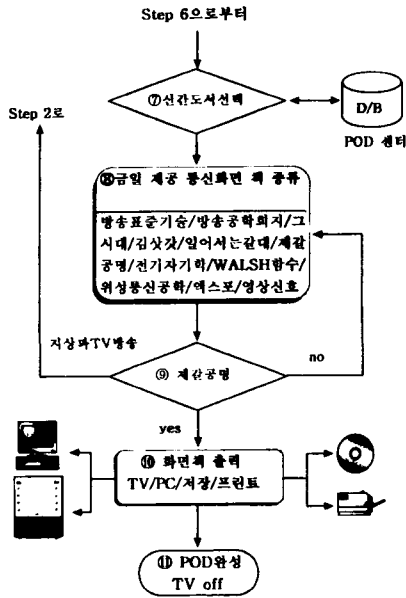 Step 6으로부터
⑦신간도서선택
D/B
POD 센터
Step 2로
⑧금일 제공 통신화면 책 종류
방송표준기술/방송공학회지/그
시대/김삿갓/일어서는갈대/제갈
공명/전기자기학/WALSH함수/
위성통신공학/엑스포/영상신호
지상파TV방송
no
⑨ 제갈공명
yes
⑩ 화면책 출력
TV/PC/저장/프린트
⑪ POD완성
TV off